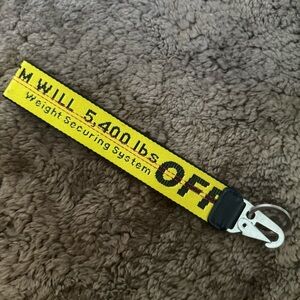 M WILL 5,400 lbs
Weight Securing System
OFF